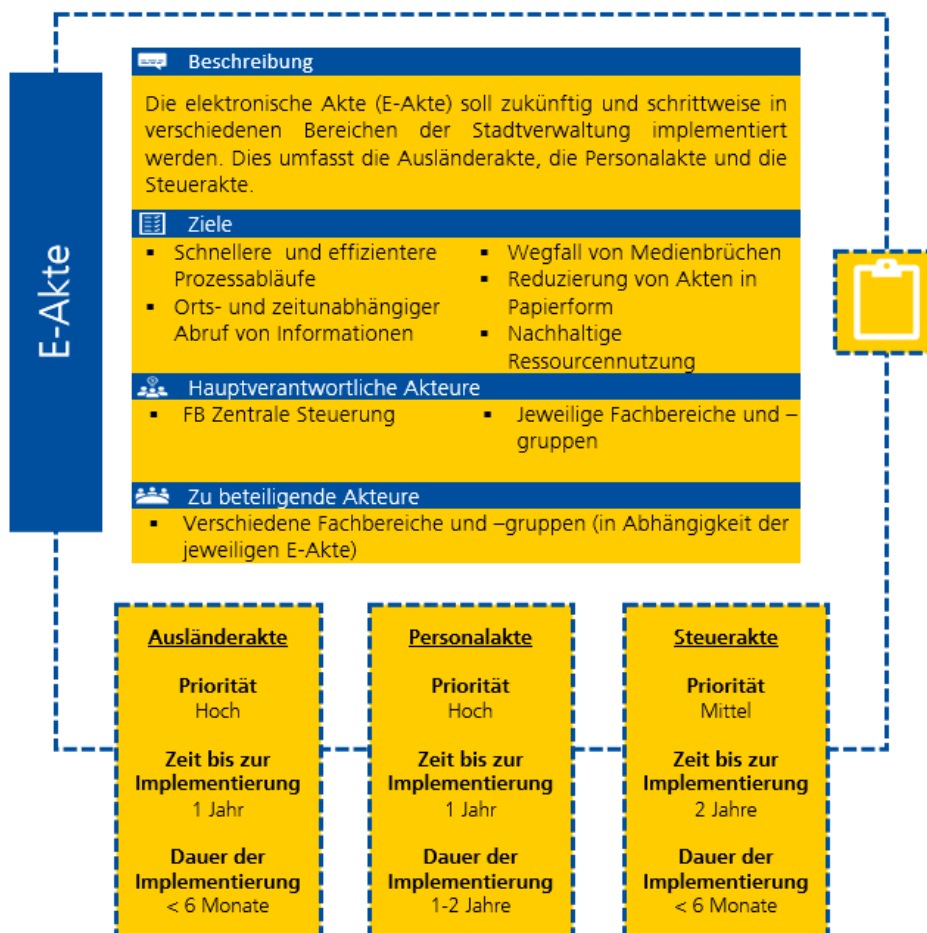 E-Akte
Beschreibung
Die elektronische Akte (E-Akte) soll zukünftig und schrittweise in
verschiedenen Bereichen der Stadtverwaltung implementiert
werden. Dies umfasst die Ausländerakte, die Personalakte und die
Steuerakte.
Ziele
▪ Schnellere und effizientere
Prozessabläufe
▪ Orts- und zeitunabhängiger
Abruf von Informationen
▪ Wegfall von Medienbrüchen
▪ Reduzierung von Akten in
Papierform
▪ Nachhaltige
Ressourcennutzung
Hauptverantwortliche Akteure
▪ FB Zentrale Steuerung
▪ Jeweilige Fachbereiche und –
gruppen
Zu beteiligende Akteure
▪ Verschiedene Fachbereiche und –gruppen (in Abhängigkeit der
jeweiligen E-Akte)
Ausländerakte
Priorität
Hoch
Zeit bis zur
Implementierung
1 Jahr
Dauer der
Implementierung
< 6 Monate
Personalakte
Priorität
Hoch
Zeit bis zur
Implementierung
1 Jahr
Dauer der
Implementierung
1-2 Jahre
Steuerakte
Priorität
Mittel
Zeit bis zur
Implementierung
2 Jahre
Dauer der
Implementierung
< 6 Monate